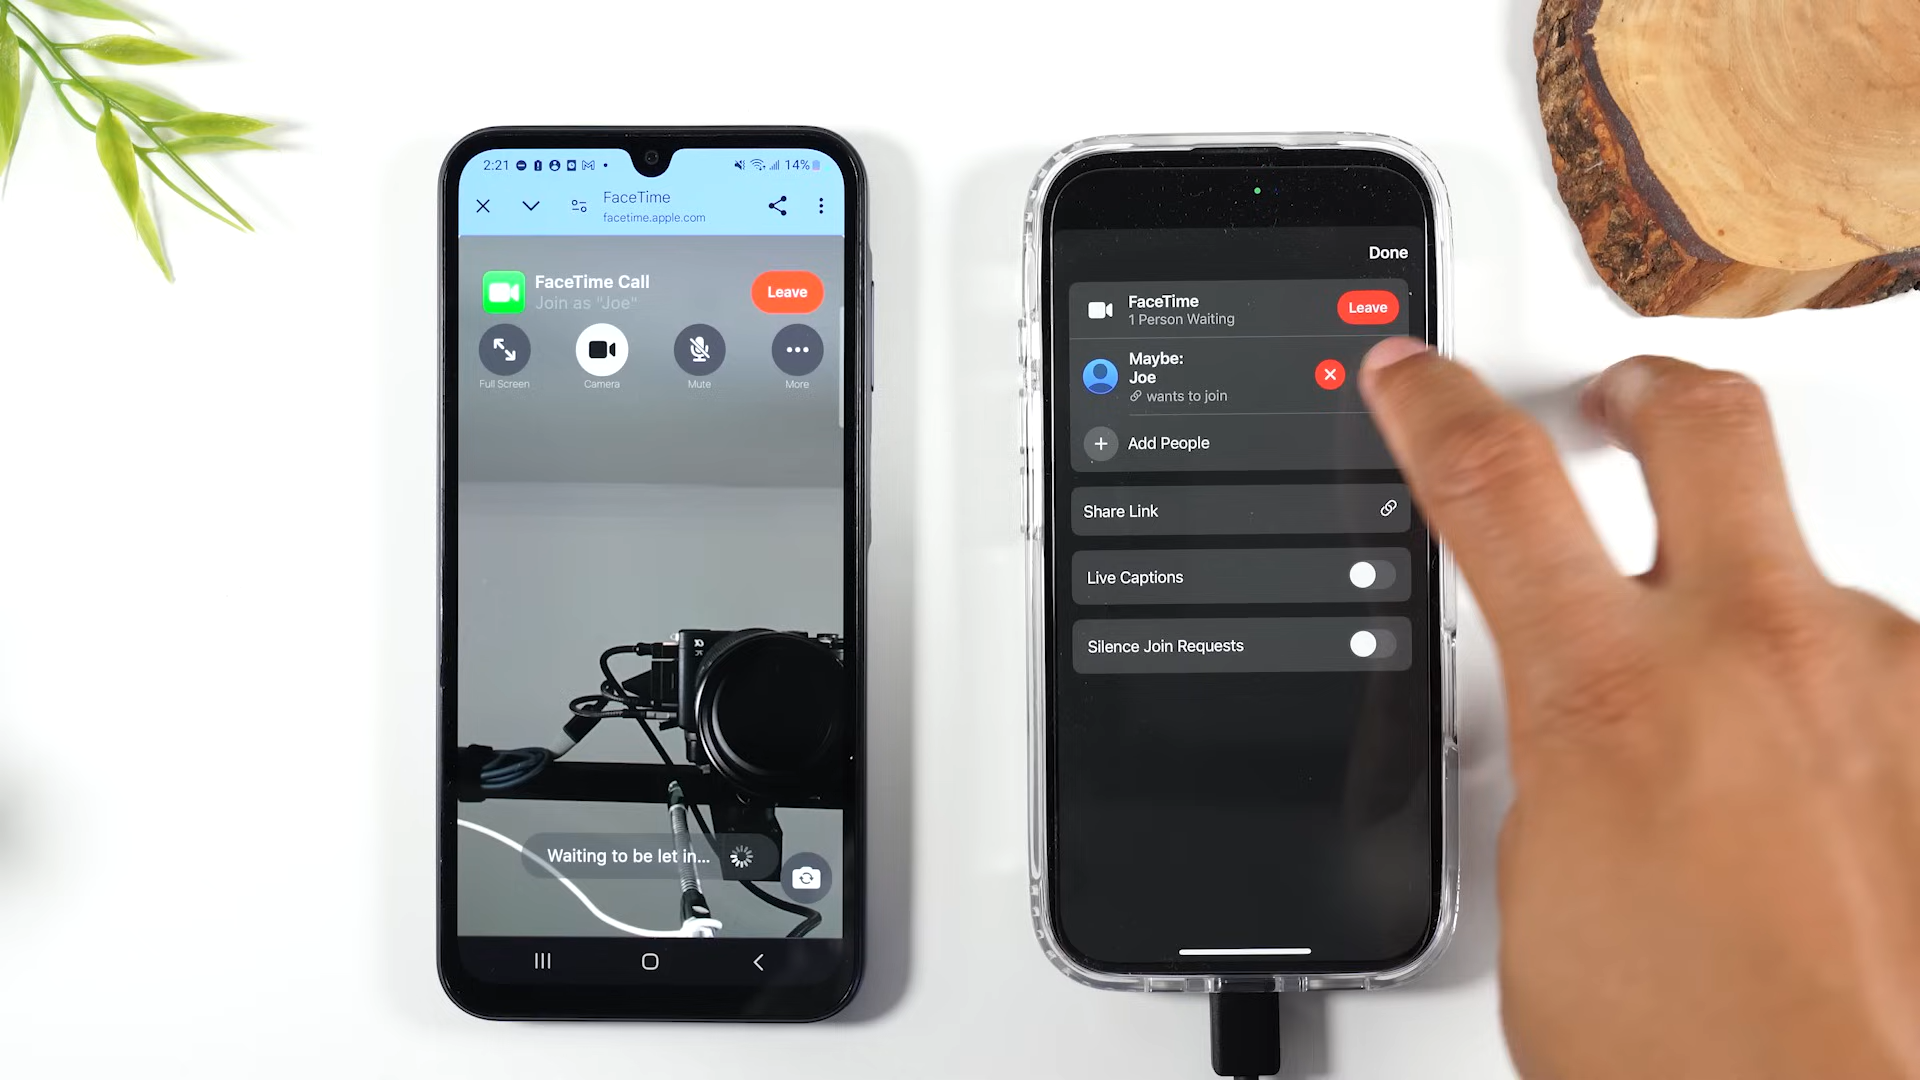 2:21
14%
FaceTime
facetime.apple.com
FaceTime Call
Join as "Joe"
Leave
Full Screen
Camera
Mute
More
Waiting to be let in...
Done
FaceTime
1 Person Waiting
Leave
Maybe:
Joe
wants to join
Add People
Share Link
Live Captions
Silence Join Requests